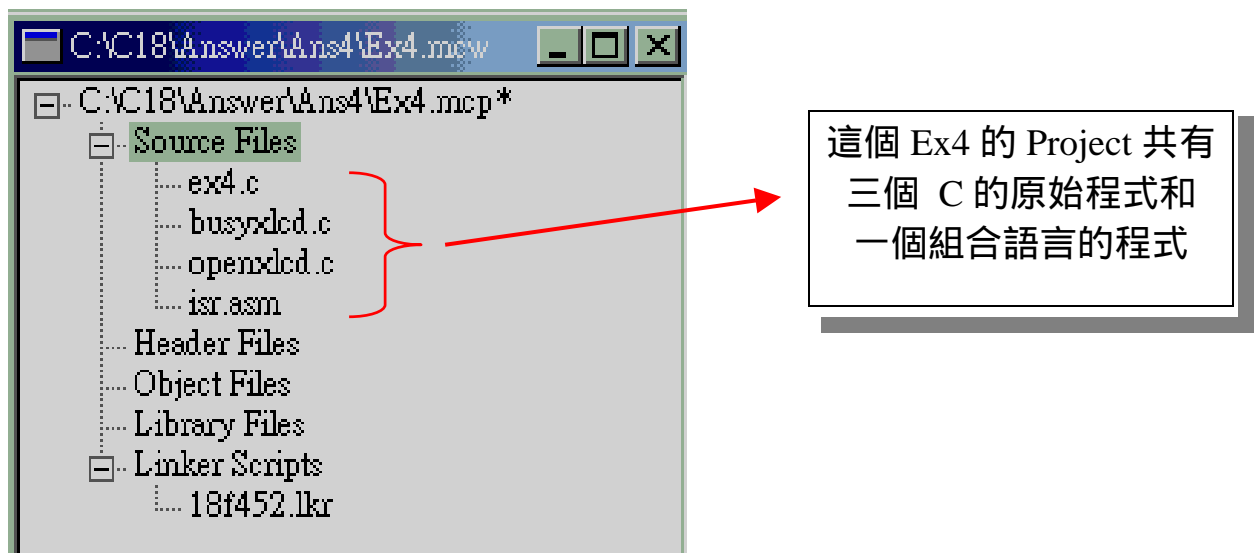 C:\C18\Answer\Ans4\Ex4.mcw
C:\C18\Answer\Ans4\Ex4.mcp*
Source Files
ex4.c
busyxlcd.c
openxlcd.c
isr.asm
Header Files
Object Files
Library Files
Linker Scripts
18f452.lkr
這個 Ex4 的 Project 共有
三個 C 的原始程式和
一個組合語言的程式